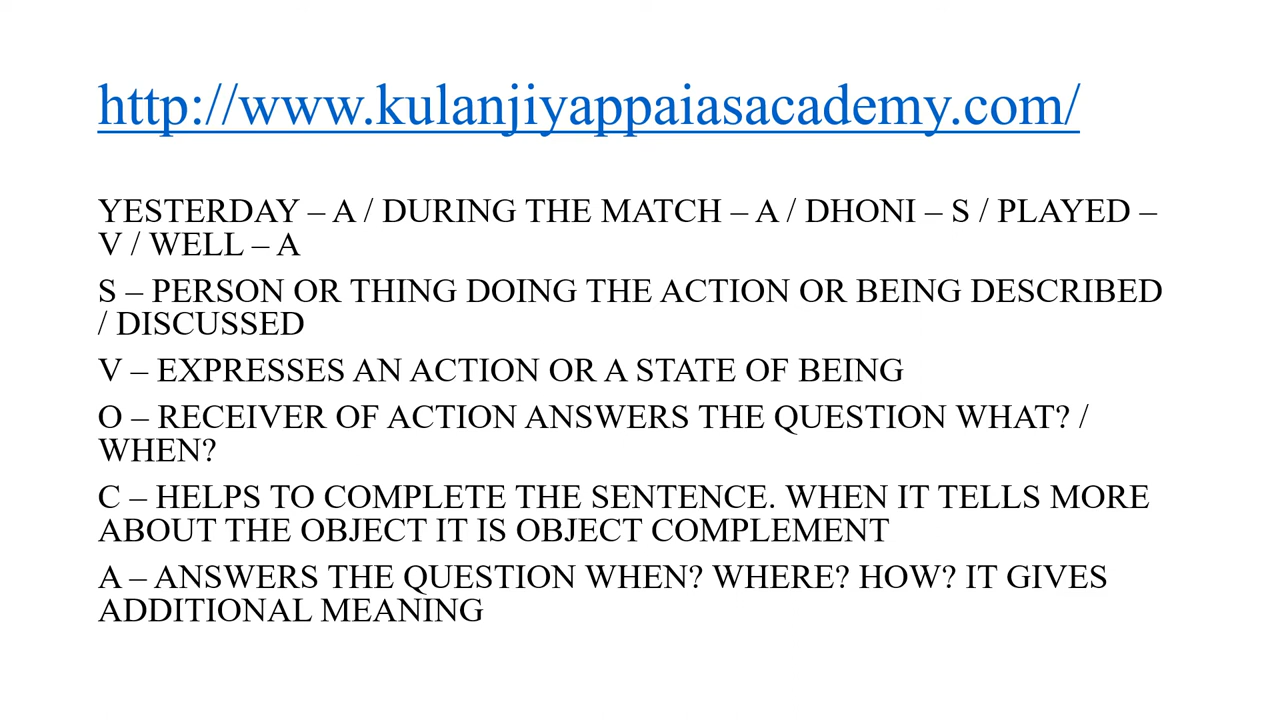 http://www.kulanjiyappaiasacademy.com/
YESTERDAY – A / DURING THE MATCH – A / DHONI – S / PLAYED –
V / WELL – A
S – PERSON OR THING DOING THE ACTION OR BEING DESCRIBED
/ DISCUSSED
V – EXPRESSES AN ACTION OR A STATE OF BEING
O – RECEIVER OF ACTION ANSWERS THE QUESTION WHAT? /
WHEN?
C – HELPS TO COMPLETE THE SENTENCE. WHEN IT TELLS MORE
ABOUT THE OBJECT IT IS OBJECT COMPLEMENT
A – ANSWERS THE QUESTION WHEN? WHERE? HOW? IT GIVES
ADDITIONAL MEANING